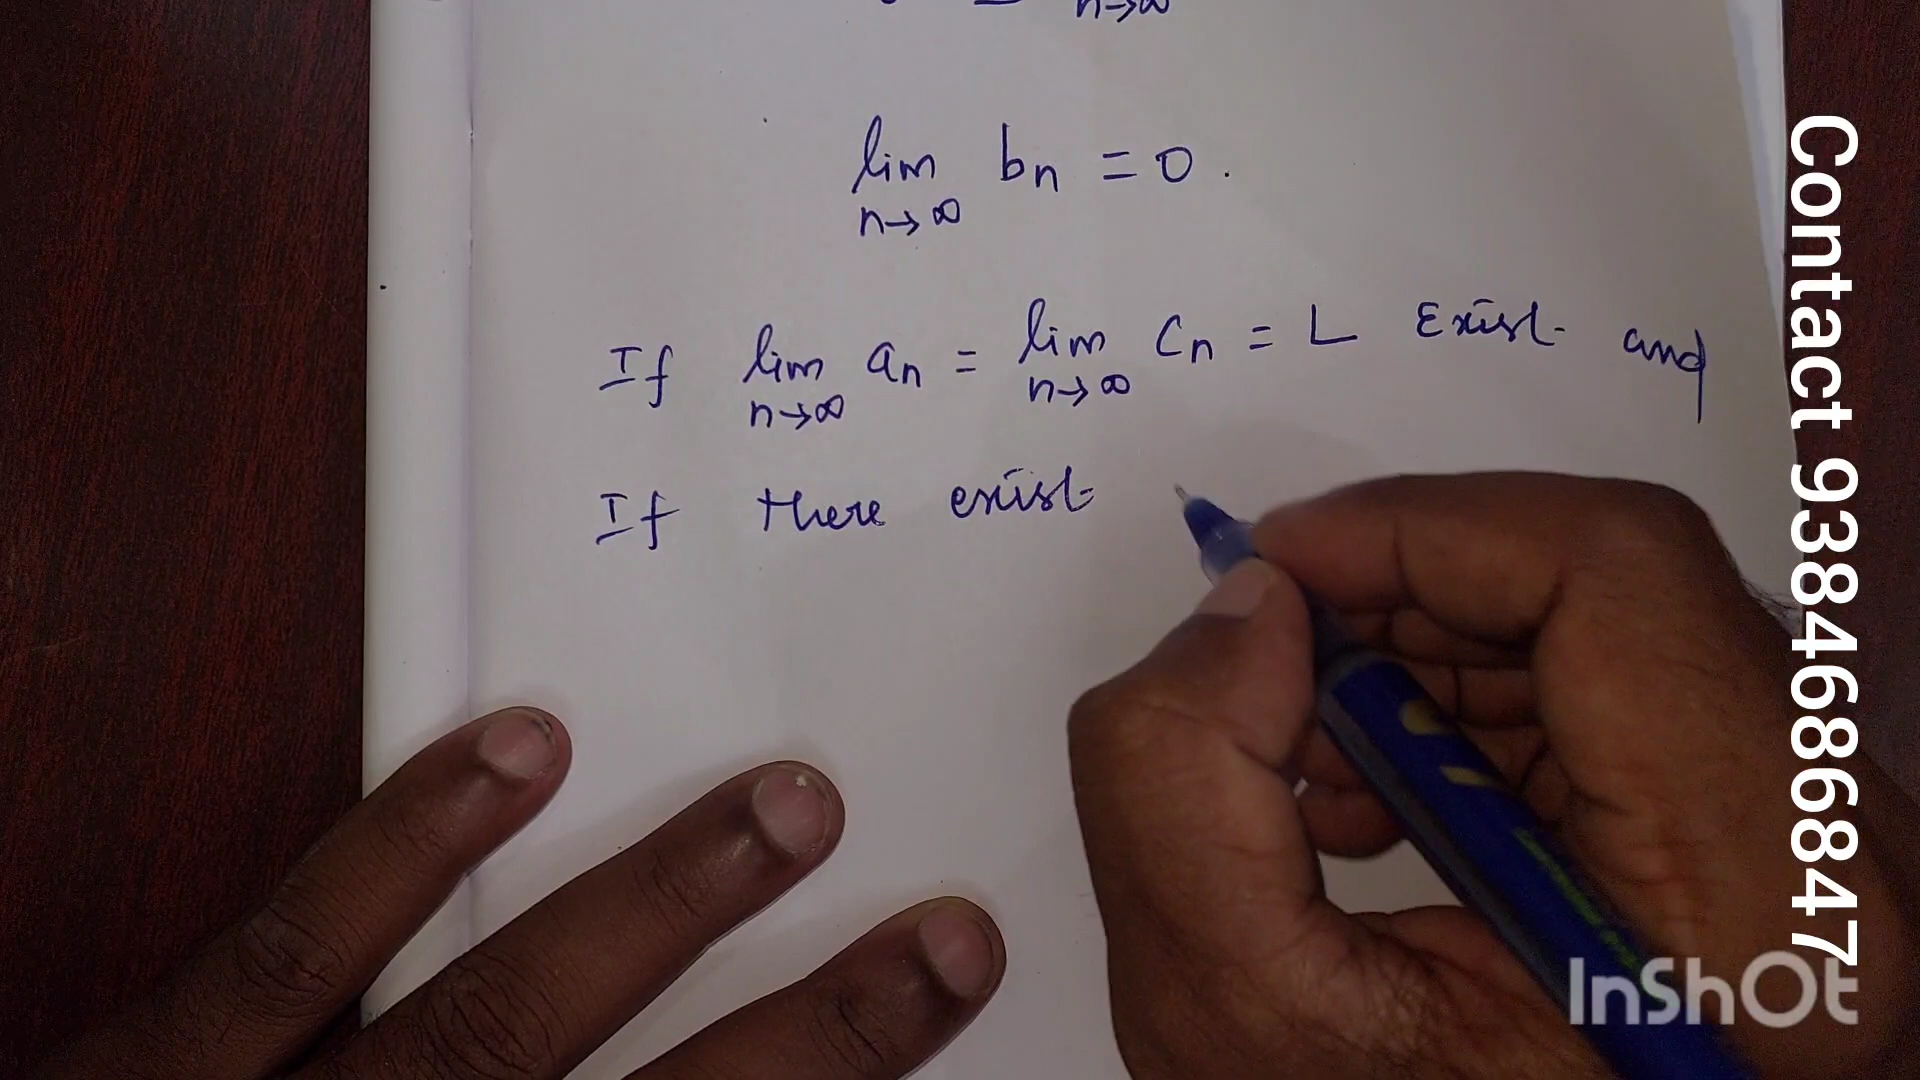 n→∞
lim bn = 0 .
n→∞
If lim an = lim Cn = L Exist and
n→∞ n→∞
If there exist
Contact 9384686847
InShOt